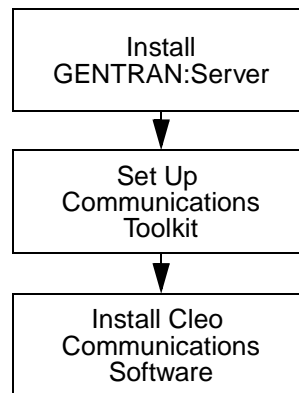 Install
GENTRAN:Server
Set Up
Communications
Toolkit
Install Cleo
Communications
Software